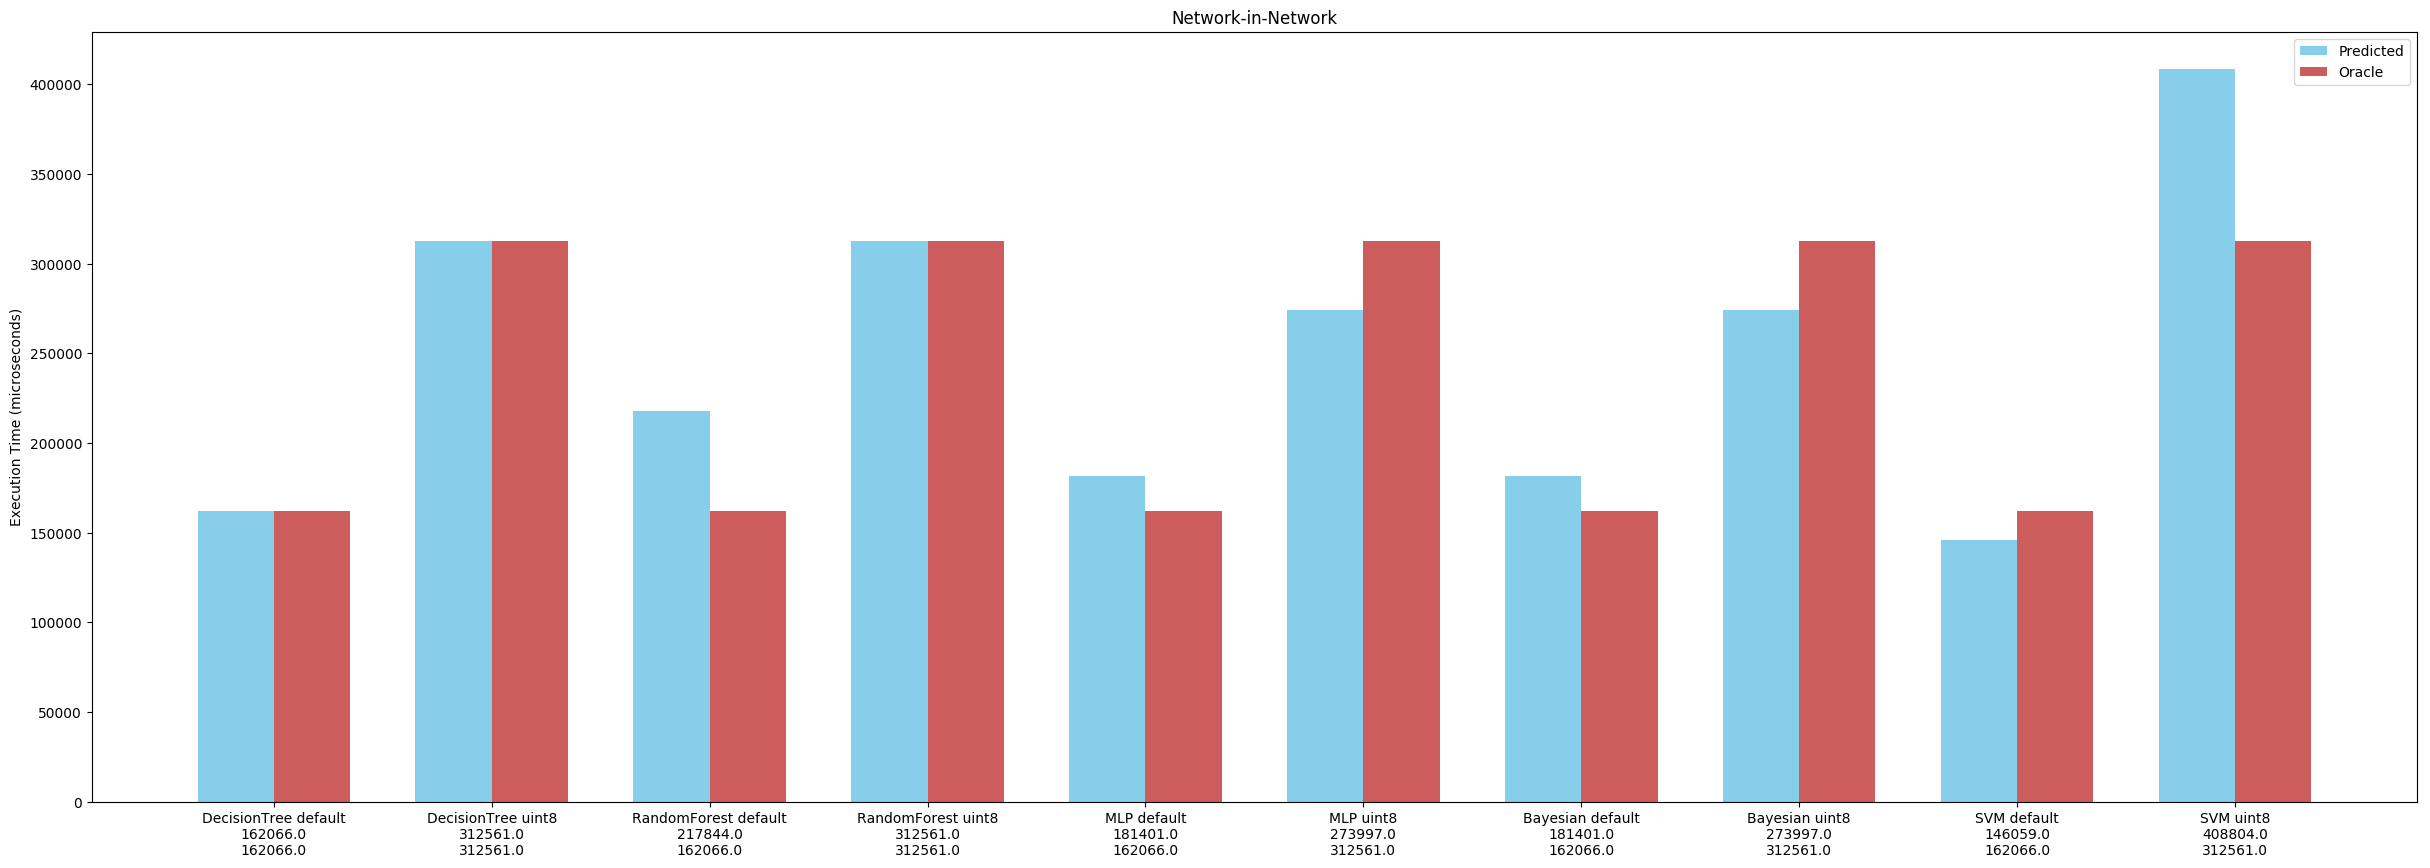 Network-in-Network
Predicted
Oracle
Execution Time (microseconds)
400000
350000
300000
250000
200000
150000
100000
50000
0
DecisionTree default
162066.0
162066.0
DecisionTree uint8
312561.0
312561.0
RandomForest default
217844.0
162066.0
RandomForest uint8
312561.0
312561.0
MLP default
181401.0
162066.0
MLP uint8
273997.0
312561.0
Bayesian default
181401.0
162066.0
Bayesian uint8
273997.0
312561.0
SVM default
146059.0
162066.0
SVM uint8
408804.0
312561.0